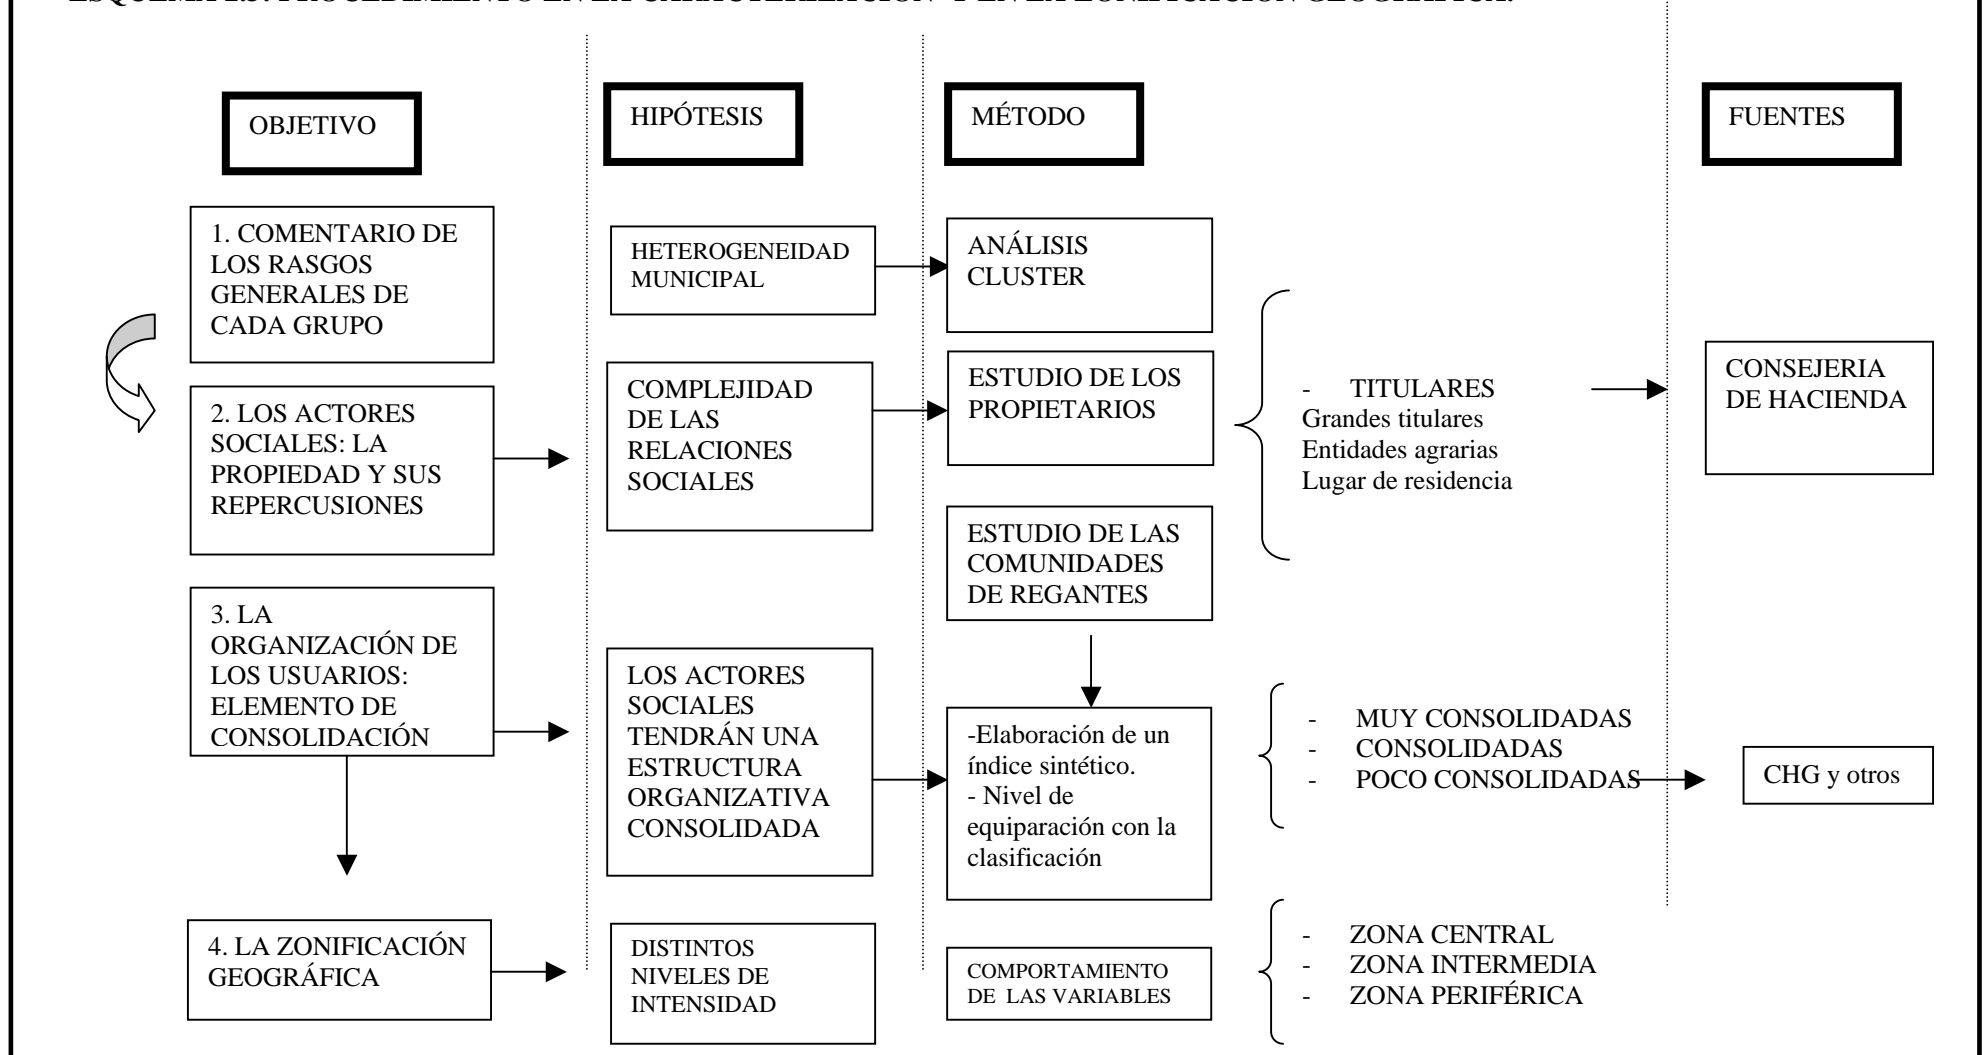 OBJETIVO
HIPÓTESIS
MÉTODO
FUENTES
1. COMENTARIO DE
LOS RASGOS
GENERALES DE
CADA GRUPO
HETEROGENEIDAD
MUNICIPAL
ANÁLISIS
CLUSTER
2. LOS ACTORES
SOCIALES: LA
PROPIEDAD Y SUS
REPERCUSIONES
COMPLEJIDAD
DE LAS
RELACIONES
SOCIALES
ESTUDIO DE LOS
PROPIETARIOS
- TITULARES
Grandes titulares
Entidades agrarias
Lugar de residencia
CONSEJERIA
DE HACIENDA
ESTUDIO DE LAS
COMUNIDADES
DE REGANTES
3. LA
ORGANIZACIÓN DE
LOS USUARIOS:
ELEMENTO DE
CONSOLIDACIÓN
LOS ACTORES
SOCIALES
TENDRÁN UNA
ESTRUCTURA
ORGANIZATIVA
CONSOLIDADA
-Elaboración de un
índice sintético.
- Nivel de
equiparación con la
clasificación
- MUY CONSOLIDADAS
- CONSOLIDADAS
- POCO CONSOLIDADAS
CHG y otros
4. LA ZONIFICACIÓN
GEOGRÁFICA
DISTINTOS
NIVELES DE
INTENSIDAD
COMPORTAMIENTO
DE LAS VARIABLES
- ZONA CENTRAL
- ZONA INTERMEDIA
- ZONA PERIFÉRICA